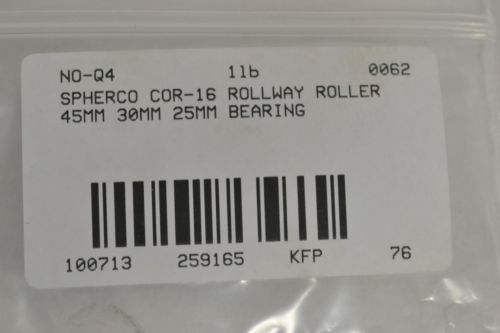 NO-Q4 1lb 0062
SPHERCO COR-16 ROLLWAY ROLLER
45MM 30MM 25MM BEARING
100713 259165 KFP 76